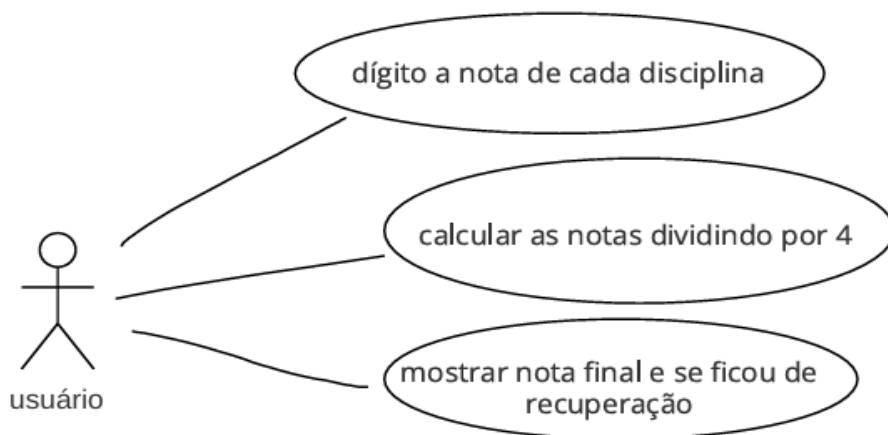 dígito a nota de cada disciplina
calcular as notas dividindo por 4
mostrar nota final e se ficou de
recuperação
usuário